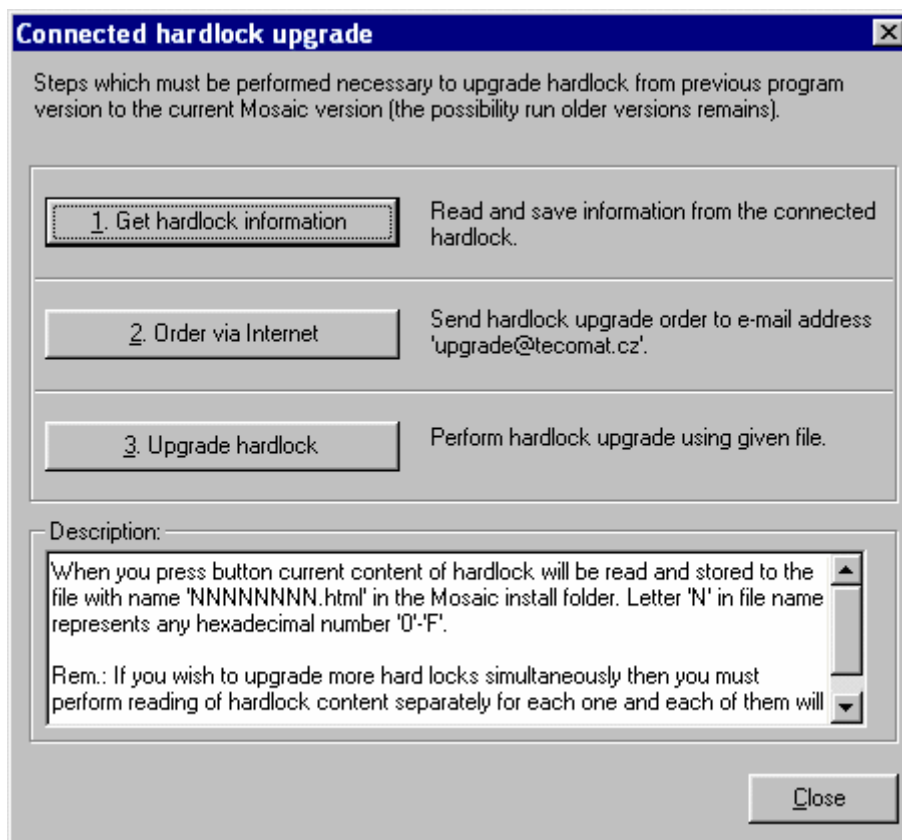 Connected hardlock upgrade
Steps which must be performed necessary to upgrade hardlock from previous program
version to the current Mosaic version (the possibility run older versions remains).
1. Get hardlock information
Read and save information from the connected
hardlock.
2. Order via Internet
Send hardlock upgrade order to e-mail address
'upgrade@tecomat.cz'.
3. Upgrade hardlock
Perform hardlock upgrade using given file.
Description:
When you press button current content of hardlock will be read and stored to the
file with name 'NNNNNNNN.html' in the Mosaic install folder. Letter 'N' in file name
represents any hexadecimal number '0'-'F'.
Rem.: If you wish to upgrade more hard locks simultaneously then you must
perform reading of hardlock content separately for each one and each of them will
Close